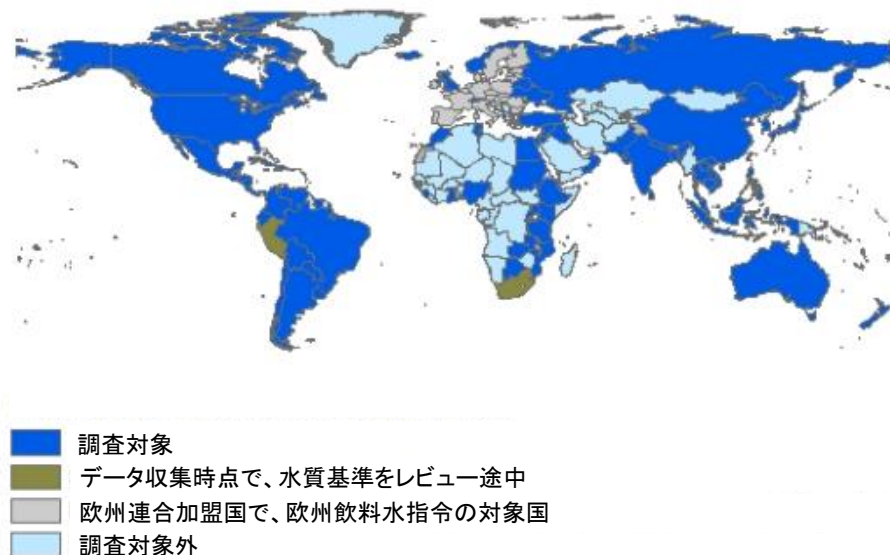 調査対象
データ収集時点で、水質基準をレビュー途中
欧州連合加盟国で、欧州飲料水指令の対象国
調査対象外